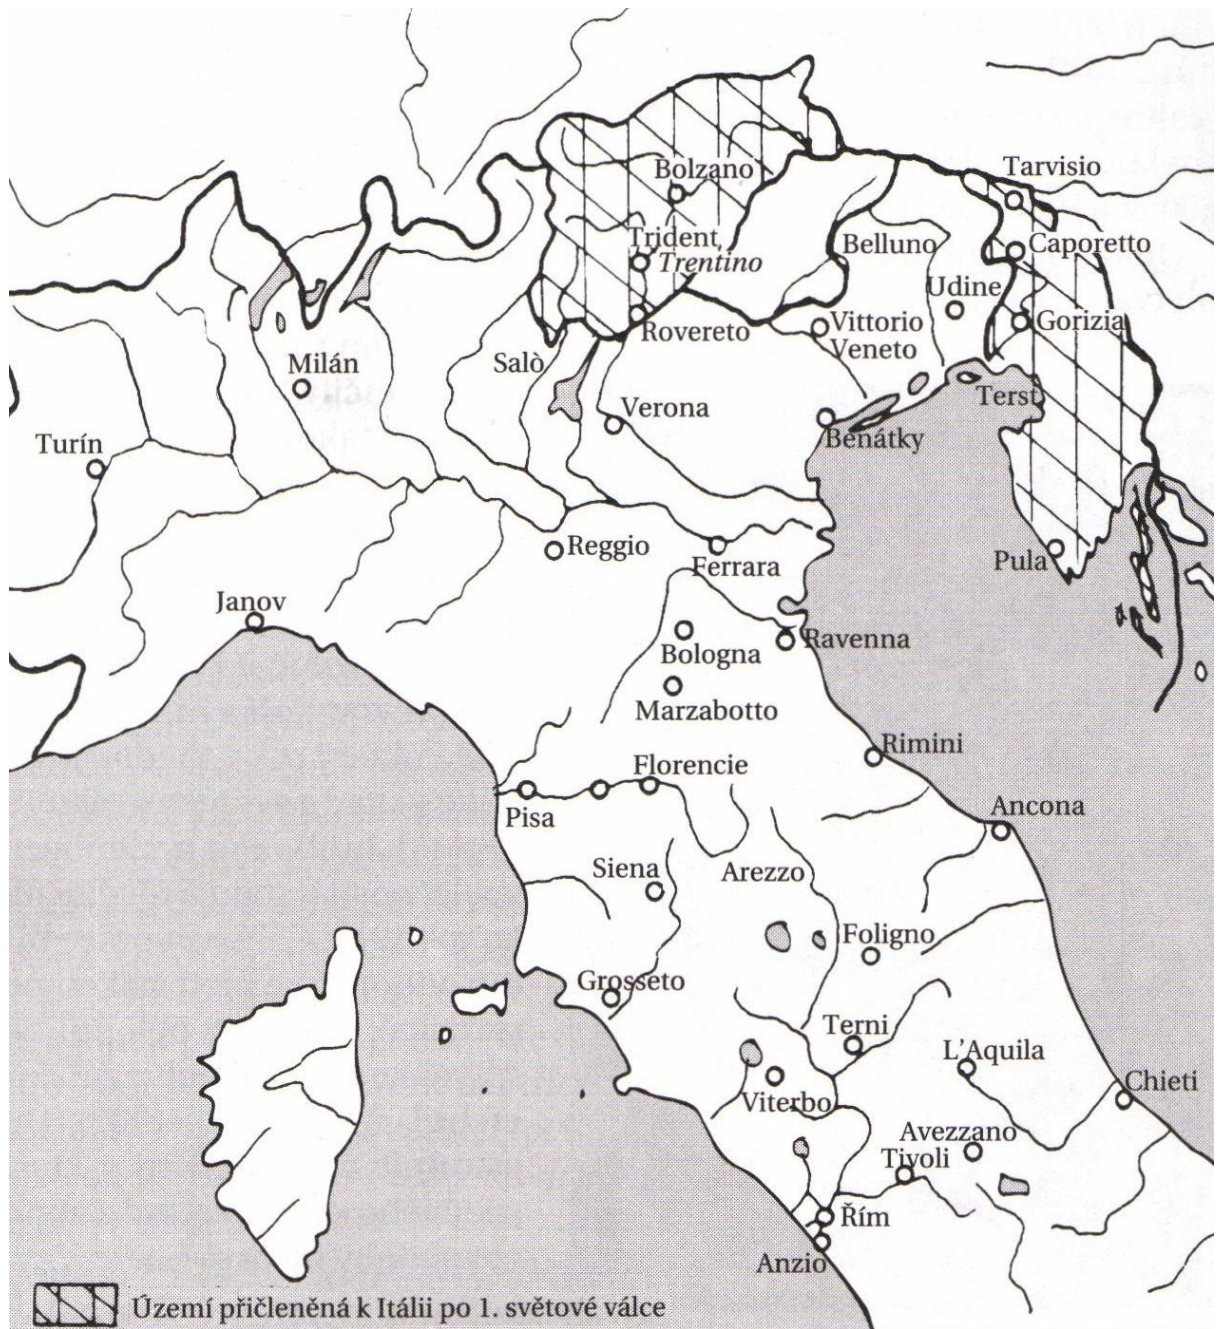 Tarvisio
Bolzano
Trident
Trentino
Belluno
Caporetto
Udine
Rovereto
Vittorio
Veneto
Gorizia
Milán
Salò
Verona
Terst
Turín
Benátky
Reggio
Ferrara
Pula
Janov
Ravenna
Bologna
Marzabotto
Rimini
Florencie
Pisa
Ancona
Siena
Arezzo
Foligno
Grosseto
Terni
L'Aquila
Viterbo
Chieti
Avezzano
Tivoli
Řím
Anzio
Území přičleněná k Itálii po 1. světové válce